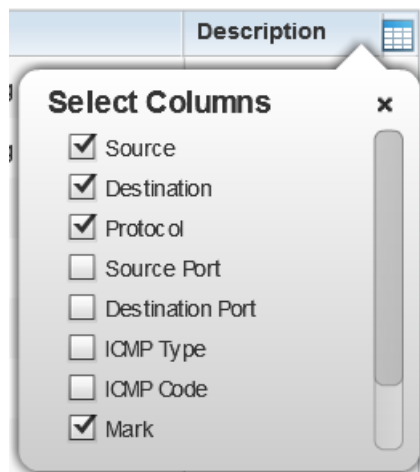 Description
Select Columns
Source
Destination
Protocol
Source Port
Destination Port
ICMP Type
ICMP Code
Mark